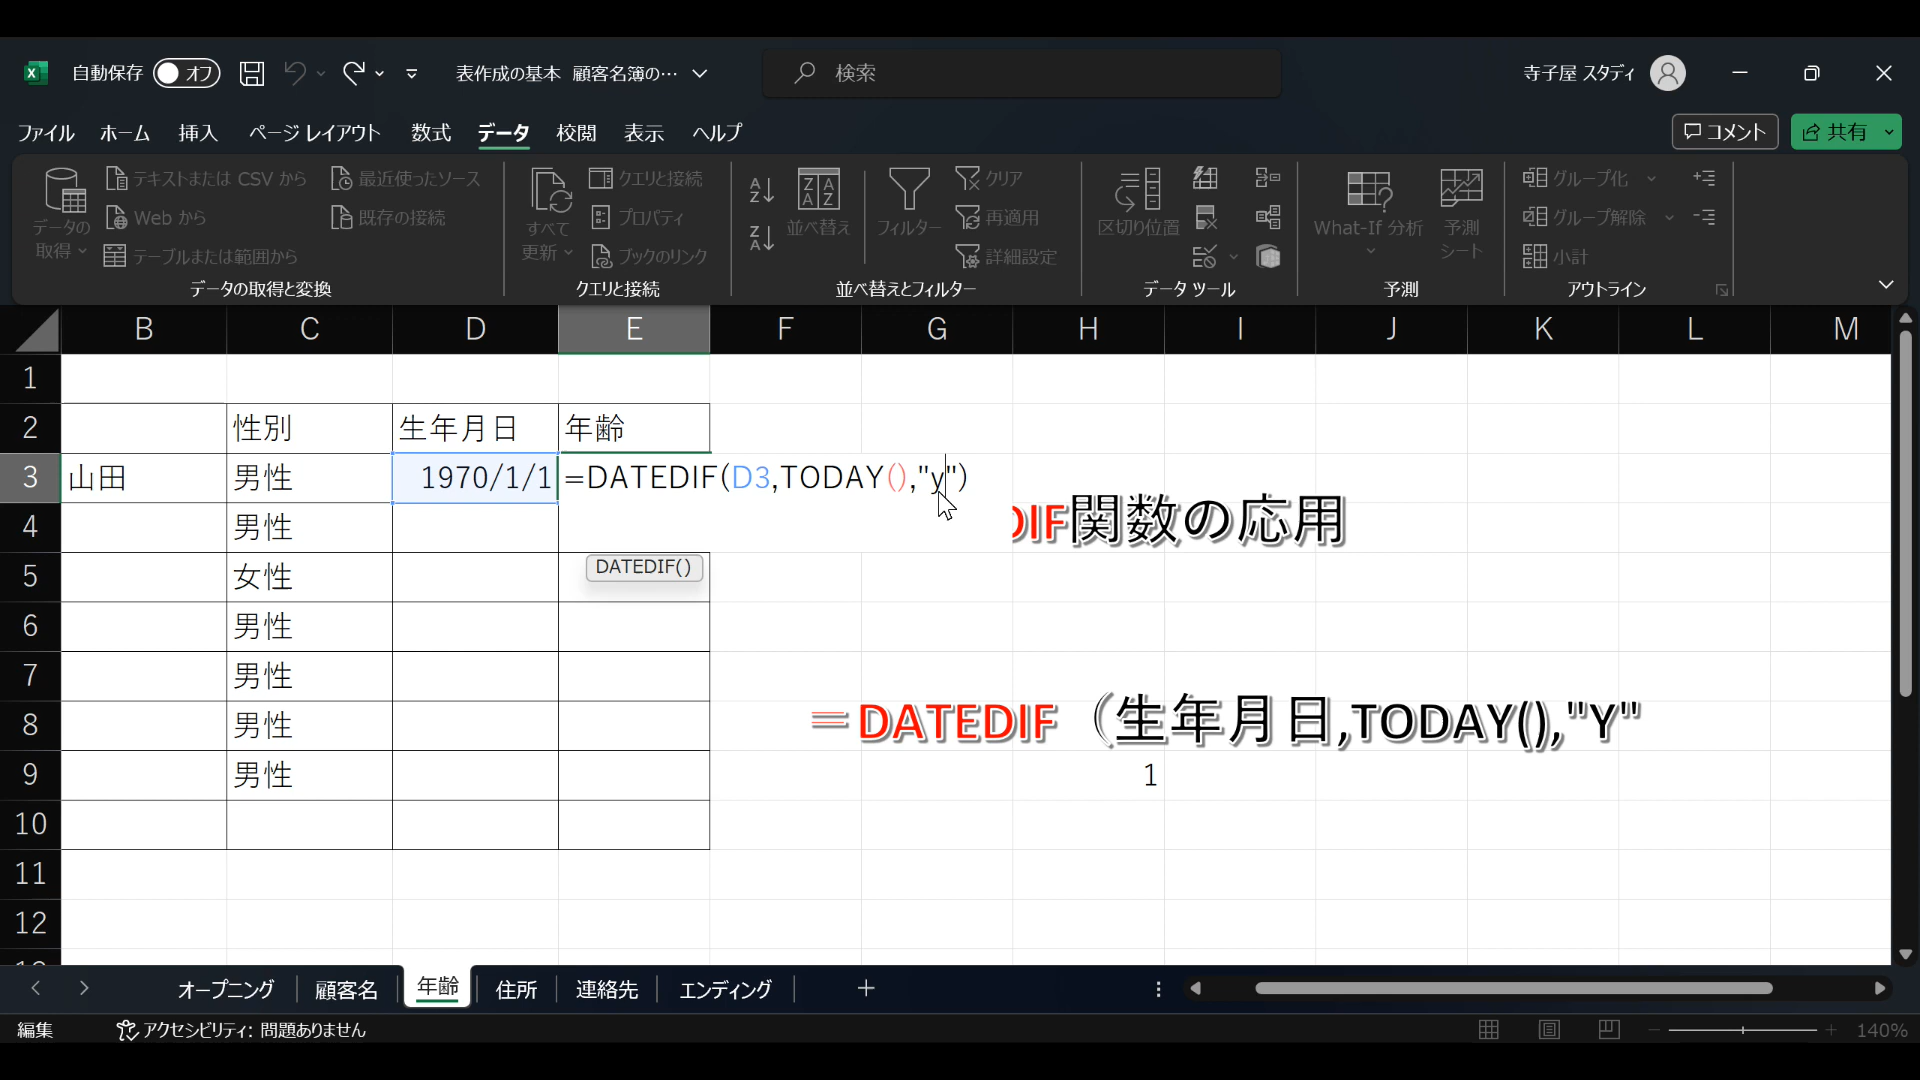 自動保存 オフ 表作成の基本 顧客名簿の… 検索 寺子屋 スタディ
ファイル ホーム 挿入 ページ レイアウト 数式 データ 校閲 表示 ヘルプ コメント 共有
データの取得
テキストまたは CSV から
Web から
テーブルまたは範囲から
最近使ったソース
既存の接続
データの取得と変換
すべて更新
クエリと接続
プロパティ
ブックのリンク
クエリと接続
並べ替え
フィルター
クリア
再適用
詳細設定
並べ替えとフィルター
区切り位置
データ ツール
What-If 分析
予測シート
予測
グループ化
グループ解除
小計
アウトライン
B C D E F G H I J K L M
1
2 性別 生年月日 年齢
3 山田 男性 1970/1/1 =DATEDIF(D3,TODAY(),"y")
DIF関数の応用
4 男性
DATEDIF()
5 女性
6 男性
7 男性
8 男性
=DATEDIF（生年月日,TODAY(),"Y"
9 男性 1
10
11
12
オープニング 顧客名 年齢 住所 連絡先 エンディング
編集 アクセシビリティ: 問題ありません 140%